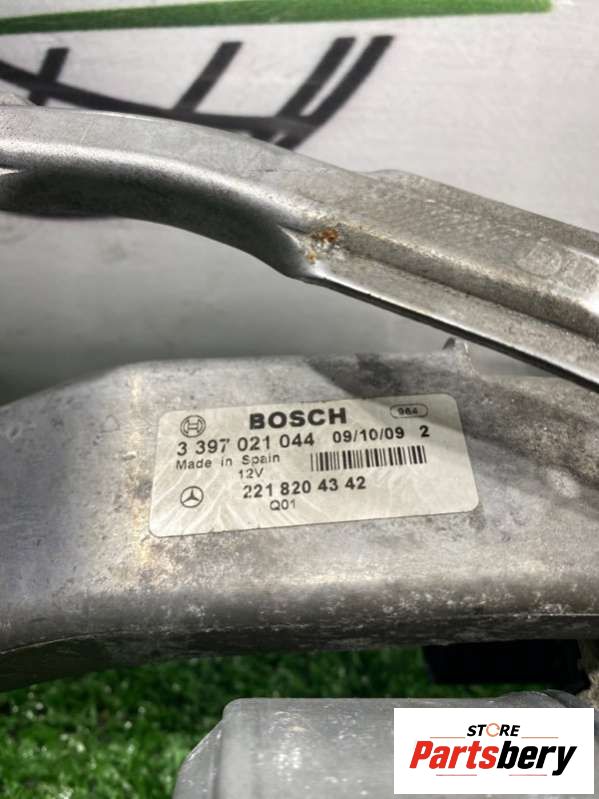 BOSCH 964
3 397 021 044 09/10/09 2
Made in Spain
12V
221 820 43 42
Q01
STORE
Partsbery